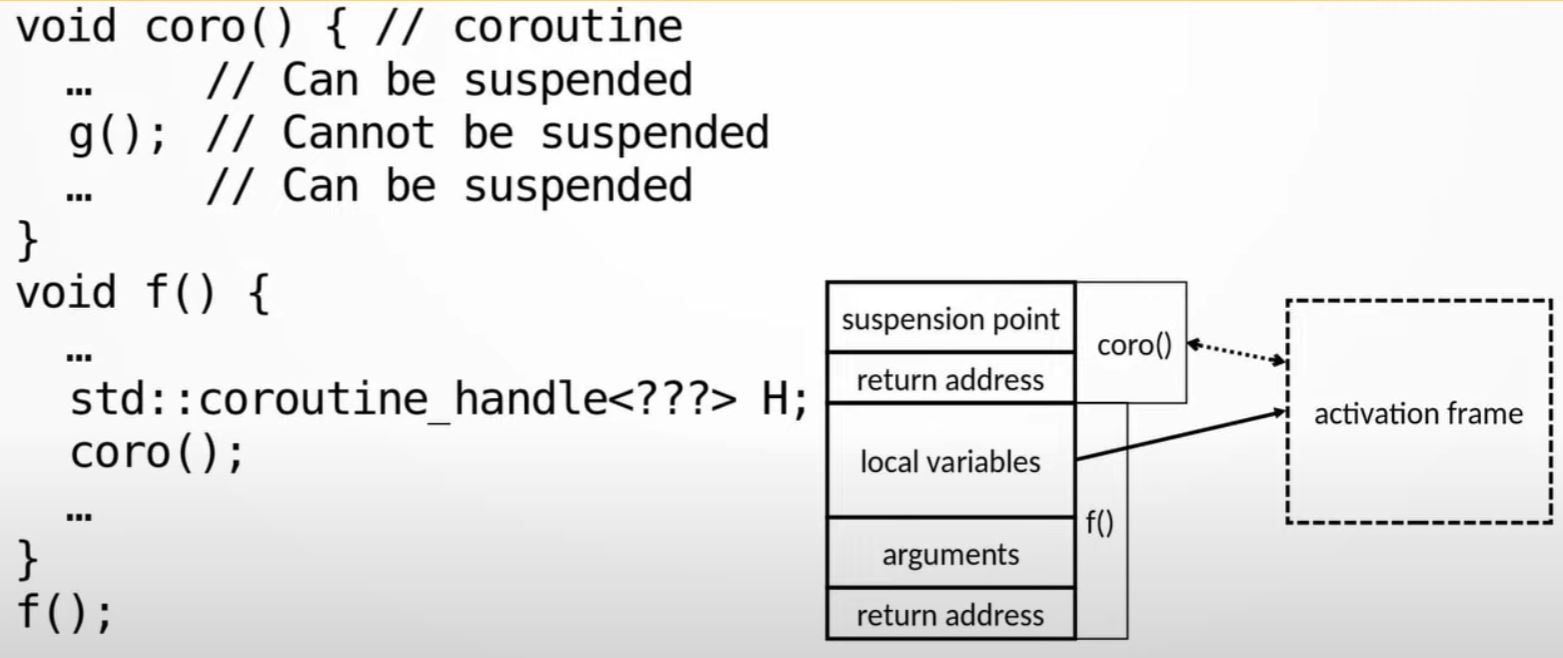 void coro() { // coroutine
… // Can be suspended
g(); // Cannot be suspended
… // Can be suspended
}
void f() {
…
std::coroutine_handle<???> H;
coro();
…
}
f();
suspension point
return address
coro()
local variables
arguments
return address
f()
activation frame